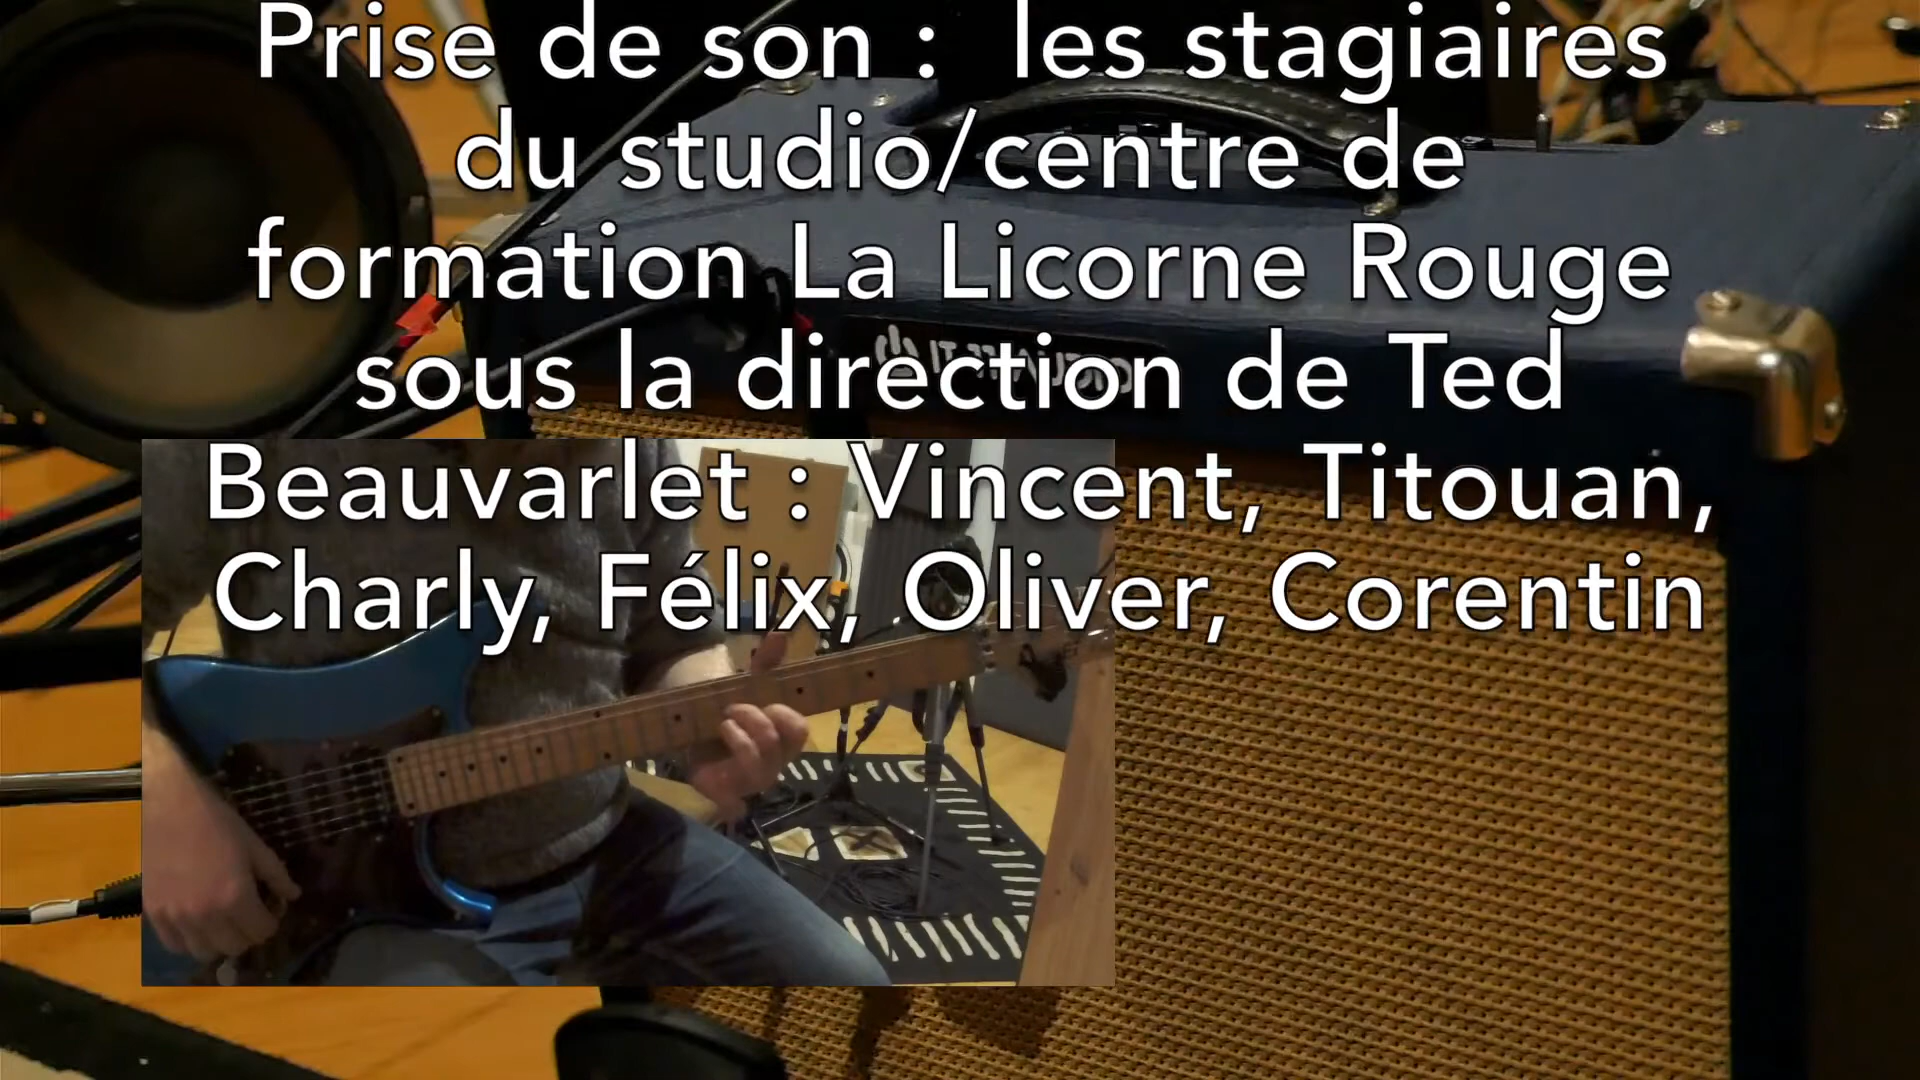 Prise de son : les stagiaires
du studio/centre de
formation La Licorne Rouge
sous la direction de Ted
Beauvarlet : Vincent, Titouan,
Charly, Félix, Oliver, Corentin